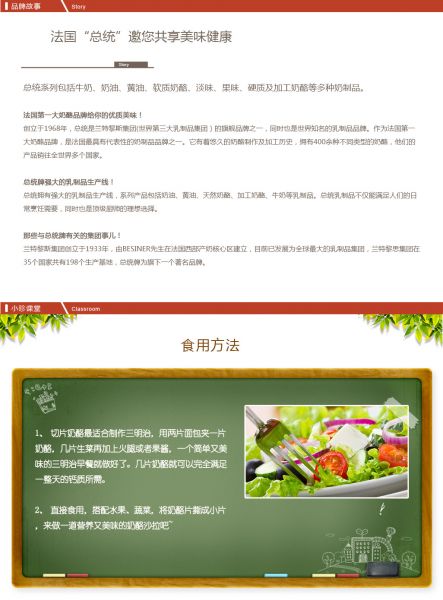 品牌故事 Story
法国“总统”邀您共享美味健康
Story
总统系列包括牛奶、奶油、黄油、软质奶酪、淡味、果味、硬质及加工奶酪等多种奶制品。
法国第一大奶酪品牌给你的优质美味！
创立于1968年，总统是兰特黎斯集团(世界第三大乳制品集团）的旗舰品牌之一，同时也是世界知名的乳制品品牌。作为法国第一
大奶酪品牌，是法国最具有代表性的奶制品品牌之一。它有着悠久的奶酪制作及加工历史，拥有400余种不同类型的奶酪，他们的
产品销往全世界多个国家。
总统牌强大的乳制品生产线！
总统拥有强大的乳制品生产线，系列产品包括奶油、黄油、天然奶酪、加工奶酪、牛奶等乳制品。总统乳制品不仅能满足人们的日
常烹饪需要，同时也是顶级厨师的理想选择。
那些与总统牌有关的集团事儿！
兰特黎斯集团创立于1933年，由BESINER先生在法国西部产奶核心区建立，目前已发展为全球最大的乳制品集团，兰特黎思集团在
35个国家共有198个生产基地，总统牌为旗下一个著名品牌。
小珍课堂 Classroom
食用方法
1、 切片奶酪最适合制作三明治。用两片面包夹一片
奶酪，几片生菜再加上火腿或者果酱，一个简单又美
味的三明治早餐就做好了。几片奶酪就可以完全满足
一整天的钙质所需。
2、 直接食用，搭配水果、蔬菜。将奶酪片撕成小片
，来做一道营养又美味的奶酪沙拉吧~